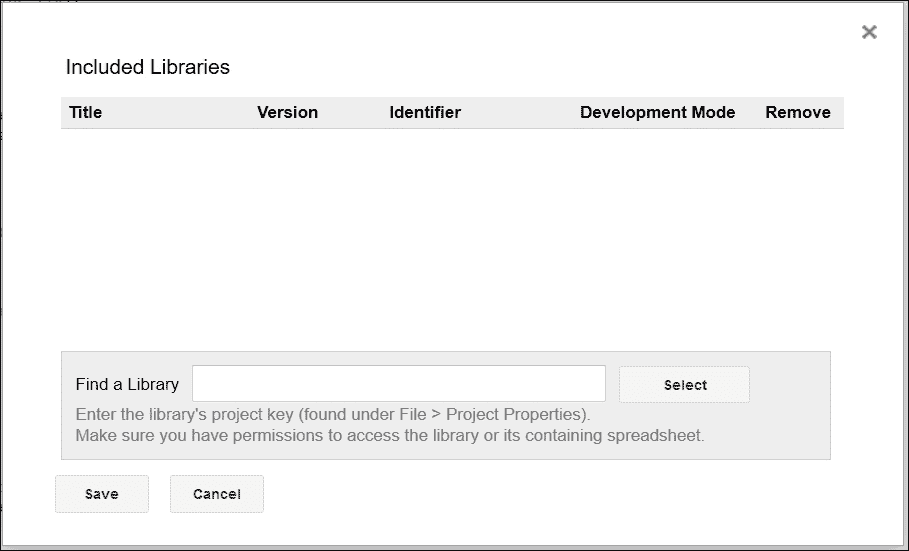 Included Libraries
Title Version Identifier Development Mode Remove
Find a Library Select
Enter the library's project key (found under File > Project Properties).
Make sure you have permissions to access the library or its containing spreadsheet.
Save Cancel